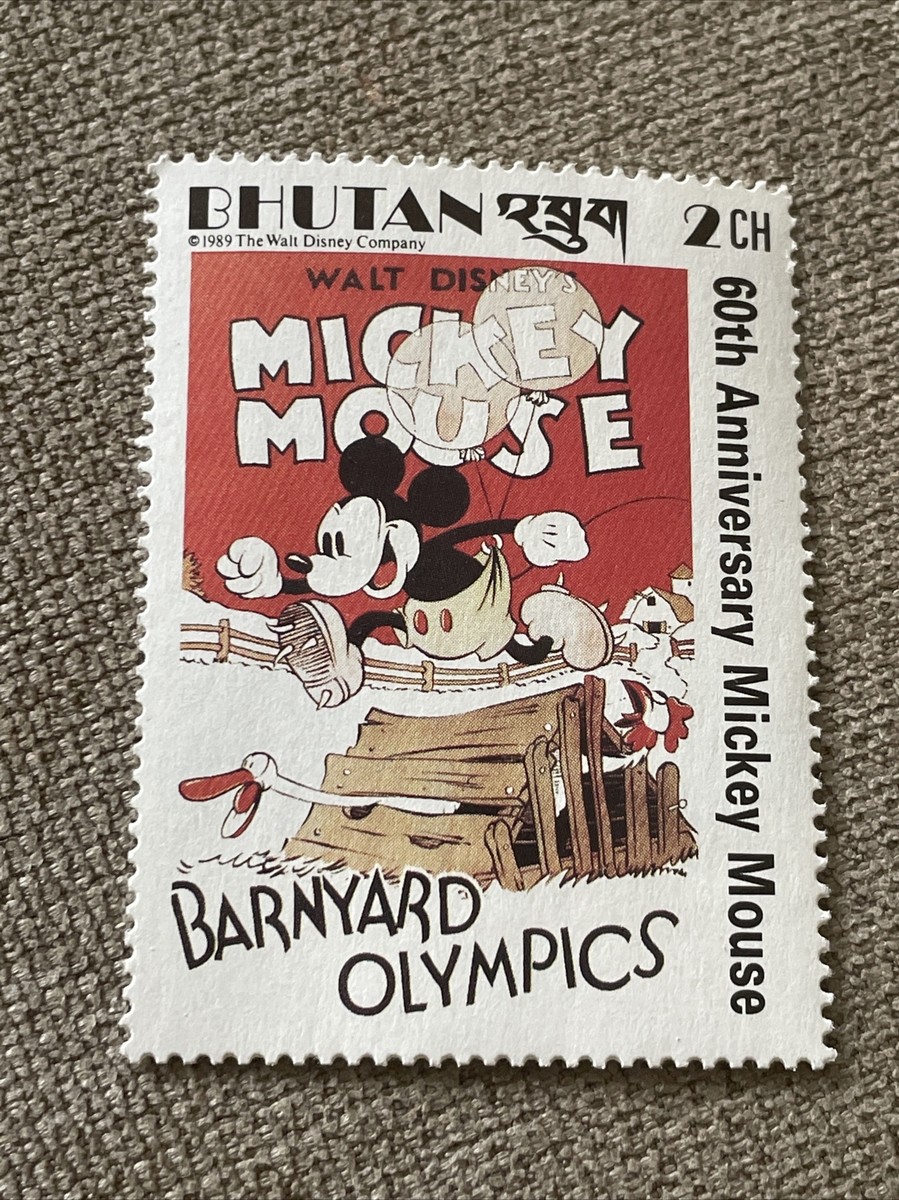 BHUTAN འབྲུག 2CH
©1989 The Walt Disney Company
WALT DISNEY'S
MICKEY
MOUSE
60th Anniversary Mickey Mouse
BARNYARD
OLYMPICS